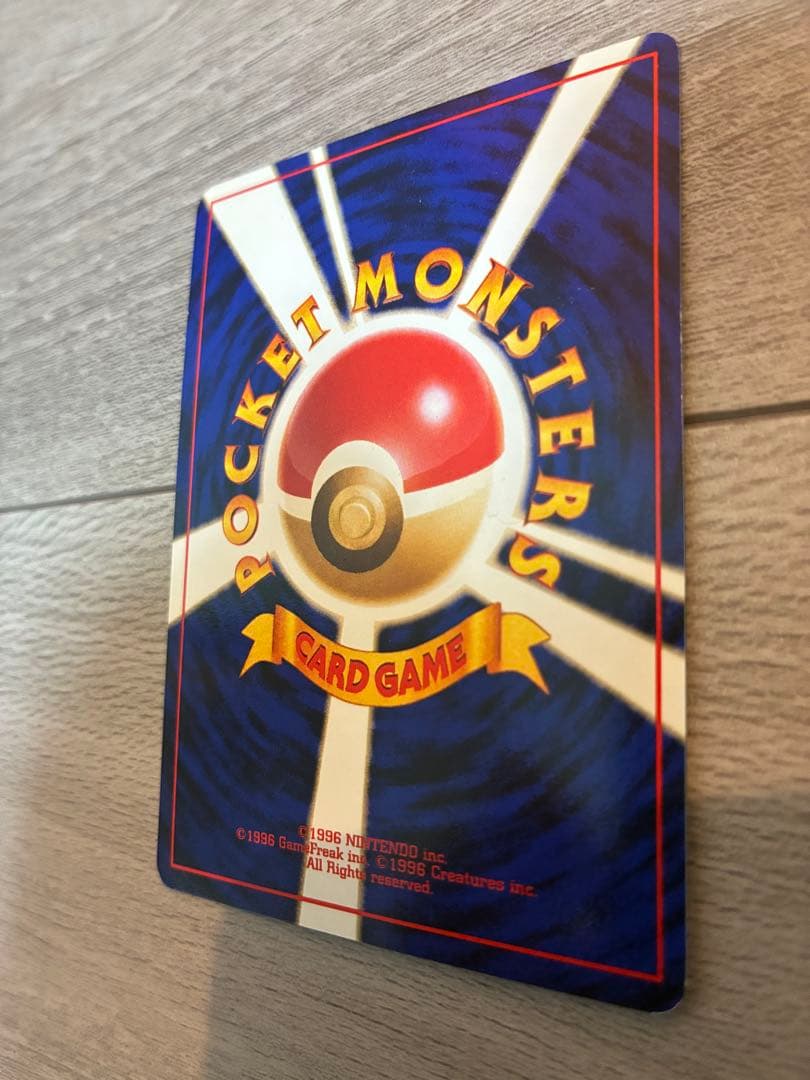 POCKET MONSTERS
CARD GAME
©1996 NINTENDO inc.
©1996 GameFreak inc. ©1996 Creatures inc.
All Rights reserved.